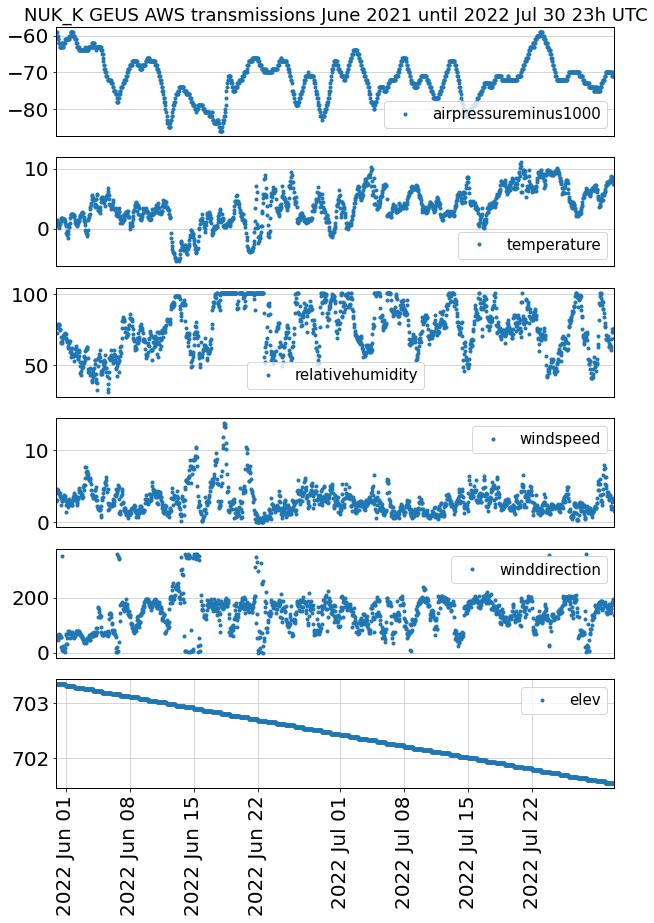 NUK_K GEUS AWS transmissions June 2021 until 2022 Jul 30 23h UTC
−60
−70
−80
airpressureminus1000
10
0
temperature
100
50
relativehumidity
10
0
windspeed
200
0
winddirection
703
702
elev
2022 Jun 01
2022 Jun 08
2022 Jun 15
2022 Jun 22
2022 Jul 01
2022 Jul 08
2022 Jul 15
2022 Jul 22